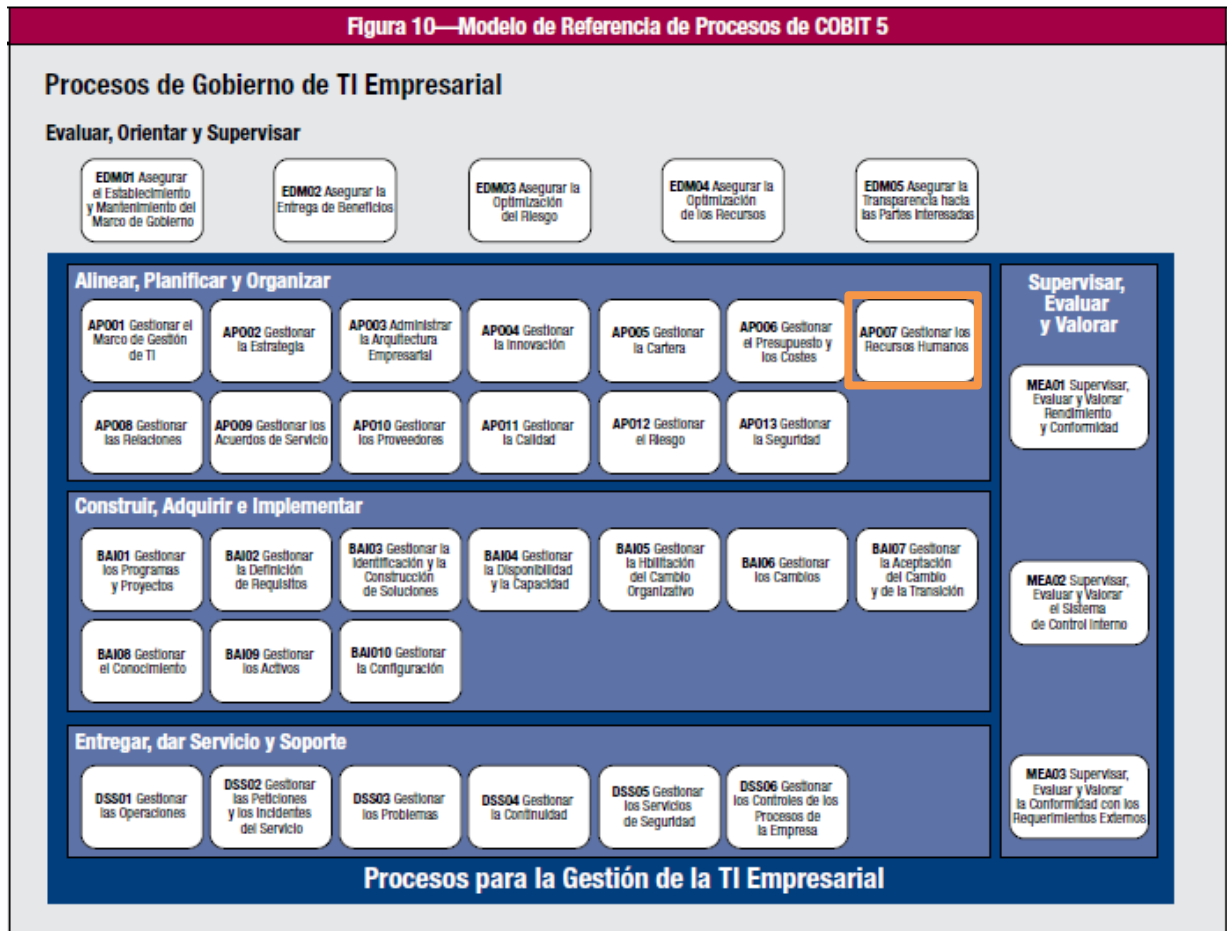 Figura 10—Modelo de Referencia de Procesos de COBIT 5
Procesos de Gobierno de TI Empresarial
Evaluar, Orientar y Supervisar
EDM01 Asegurar
el Establecimiento
y Mantenimiento del
Marco de Gobierno
EDM02 Asegurar la
Entrega de Beneficios
EDM03 Asegurar la
Optimización
del Riesgo
EDM04 Asegurar la
Optimización
de los Recursos
EDM05 Asegurar la
Transparencia hacia
las Partes Interesadas
Alinear, Planificar y Organizar
APO01 Gestionar el
Marco de Gestión
de TI
APO02 Gestionar
la Estrategia
APO03 Administrar
la Arquitectura
Empresarial
APO04 Gestionar
la Innovación
APO05 Gestionar
la Cartera
APO06 Gestionar
el Presupuesto y
los Costes
APO07 Gestionar los
Recursos Humanos
APO08 Gestionar
las Relaciones
APO09 Gestionar los
Acuerdos de Servicio
APO10 Gestionar
los Proveedores
APO11 Gestionar
la Calidad
APO12 Gestionar
el Riesgo
APO13 Gestionar
la Seguridad
Construir, Adquirir e Implementar
BAI01 Gestionar
los Programas
y Proyectos
BAI02 Gestionar
la Definición
de Requisitos
BAI03 Gestionar la
Identificación y la
Construcción
de Soluciones
BAI04 Gestionar
la Disponibilidad
y la Capacidad
BAI05 Gestionar
la Hbilitación
del Cambio
Organizativo
BAI06 Gestionar
los Cambios
BAI07 Gestionar
la Aceptación
del Cambio
y de la Transición
BAI08 Gestionar
el Conocimiento
BAI09 Gestionar
los Activos
BAI010 Gestionar
la Configuración
Entregar, dar Servicio y Soporte
DSS01 Gestionar
las Operaciones
DSS02 Gestionar
las Peticiones
y los Incidentes
del Servicio
DSS03 Gestionar
los Problemas
DSS04 Gestionar
la Continuidad
DSS05 Gestionar
los Servicios
de Seguridad
DSS06 Gestionar
los Controles de los
Procesos de
la Empresa
Supervisar,
Evaluar
y Valorar
MEA01 Supervisar,
Evaluar y Valorar
Rendimiento
y Conformidad
MEA02 Supervisar,
Evaluar y Valorar
el Sistema
de Control Interno
MEA03 Supervisar,
Evaluar y Valorar
la Conformidad con los
Requerimientos Externos
Procesos para la Gestión de la TI Empresarial